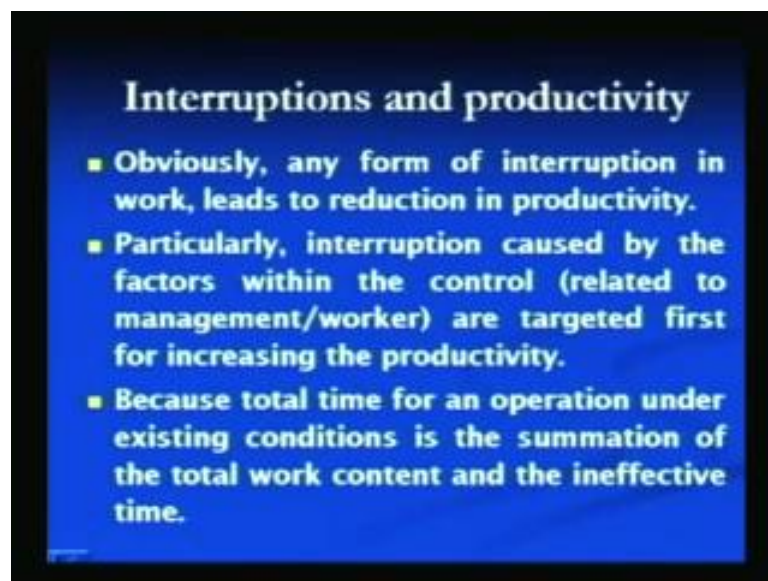 Interruptions and productivity
Obviously, any form of interruption in
work, leads to reduction in productivity.
Particularly, interruption caused by the
factors within the control (related to
management/worker) are targeted first
for increasing the productivity.
Because total time for an operation under
existing conditions is the summation of
the total work content and the ineffective
time.